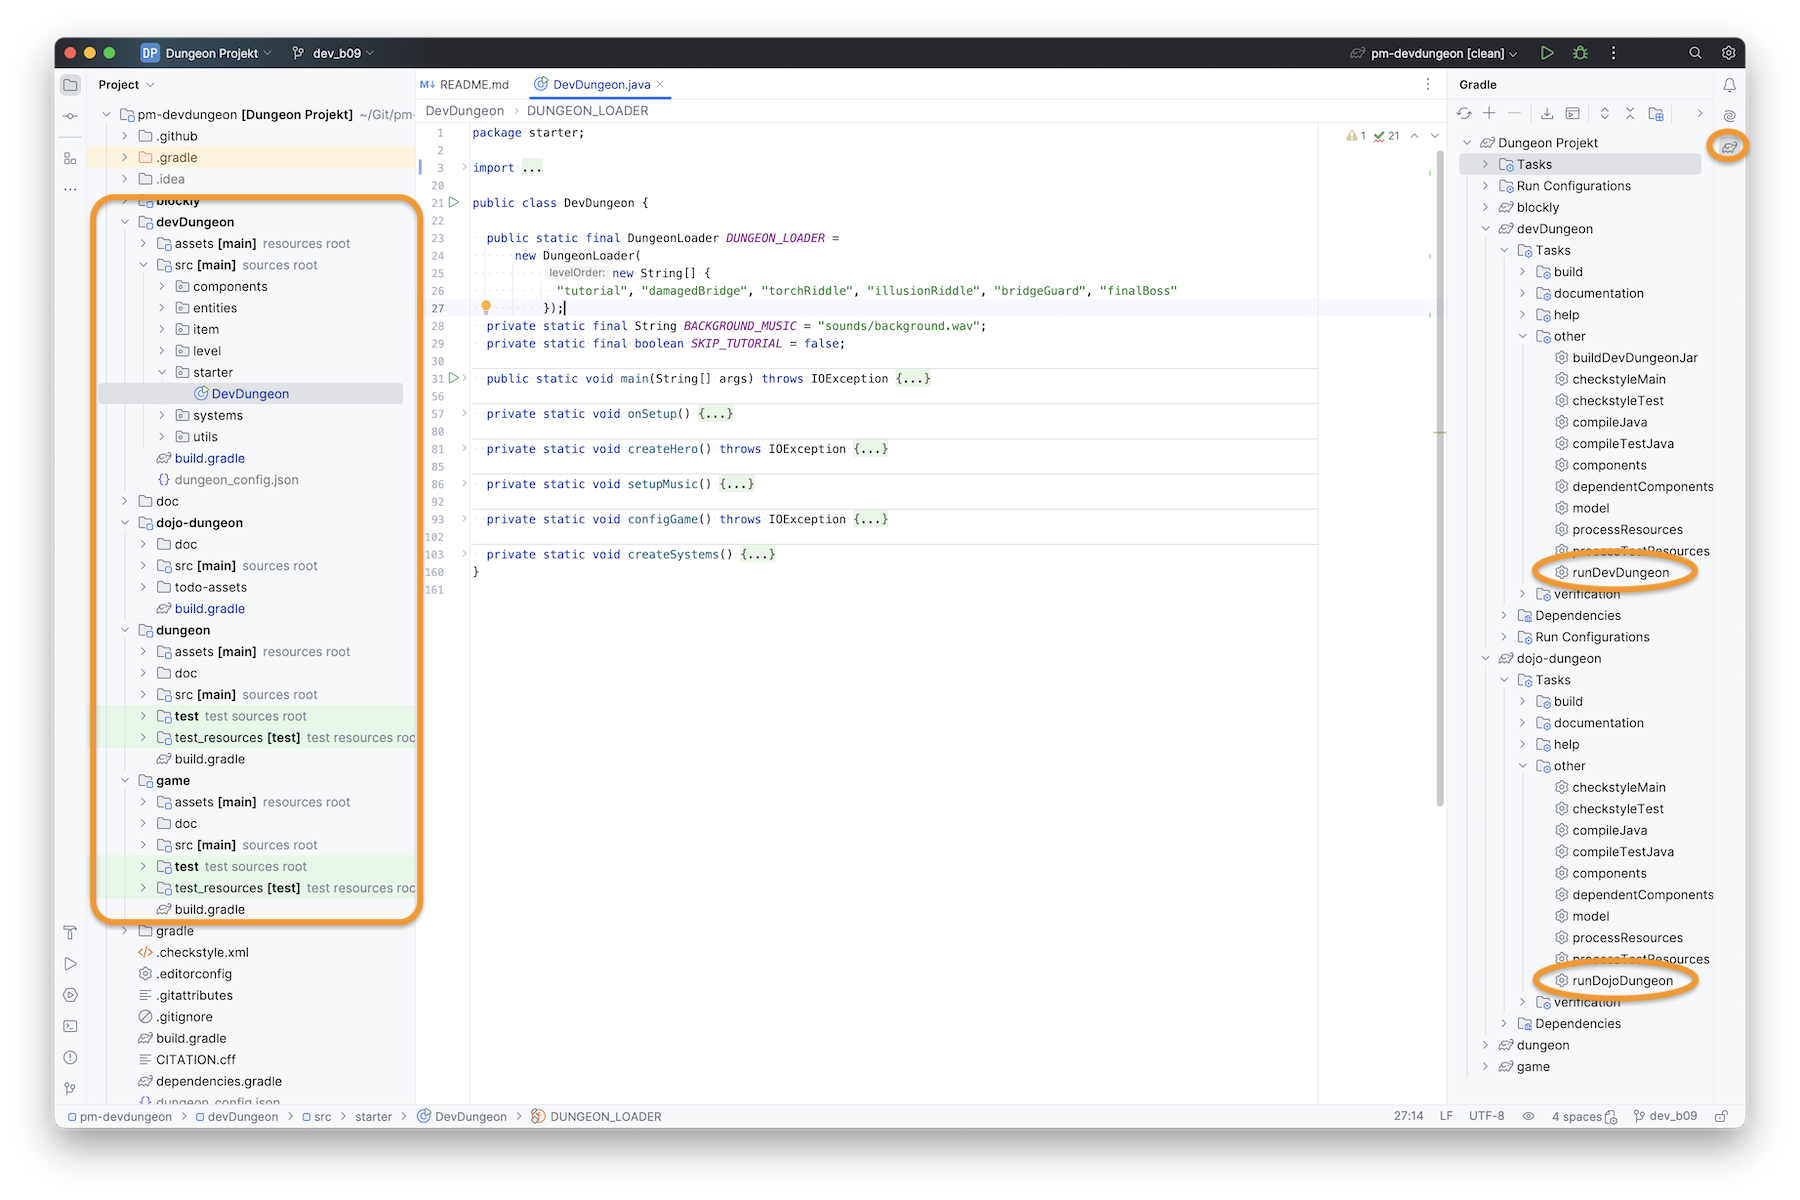 DP Dungeon Projekt dev_b09 pm-devdungeon [clean]
Project
pm-devdungeon [Dungeon Projekt] ~/Git/pm-
.github
.gradle
.idea
blockly
devDungeon
assets [main] resources root
src [main] sources root
components
entities
item
level
starter
DevDungeon
systems
utils
build.gradle
{} dungeon_config.json
doc
dojo-dungeon
doc
src [main] sources root
todo-assets
build.gradle
dungeon
assets [main] resources root
doc
src [main] sources root
test test sources root
test_resources [test] test resources roo
build.gradle
game
assets [main] resources root
doc
src [main] sources root
test test sources root
test_resources [test] test resources roo
build.gradle
gradle
</> .checkstyle.xml
.editorconfig
.gitattributes
.gitignore
build.gradle
CITATION.cff
dependencies.gradle
{} dungeon_config.json
M↓ README.md DevDungeon.java
DevDungeon › DUNGEON_LOADER
1 21
1 package starter;
2
3 import ...
20
21 public class DevDungeon {
22
23 public static final DungeonLoader DUNGEON_LOADER =
24 new DungeonLoader(
25 levelOrder: new String[] {
26 "tutorial", "damagedBridge", "torchRiddle", "illusionRiddle", "bridgeGuard", "finalBoss"
27 });
28 private static final String BACKGROUND_MUSIC = "sounds/background.wav";
29 private static final boolean SKIP_TUTORIAL = false;
30
31 public static void main(String[] args) throws IOException {...}
56
57 private static void onSetup() {...}
80
81 private static void createHero() throws IOException {...}
85
86 private static void setupMusic() {...}
92
93 private static void configGame() throws IOException {...}
102
103 private static void createSystems() {...}
160 }
161
Gradle
Dungeon Projekt
Tasks
Run Configurations
blockly
devDungeon
Tasks
build
documentation
help
other
buildDevDungeonJar
checkstyleMain
checkstyleTest
compileJava
compileTestJava
components
dependentComponents
model
processResources
processTestResources
runDevDungeon
verification
Dependencies
Run Configurations
dojo-dungeon
Tasks
build
documentation
help
other
checkstyleMain
checkstyleTest
compileJava
compileTestJava
components
dependentComponents
model
processResources
processTestResources
runDojoDungeon
verification
Dependencies
dungeon
game
pm-devdungeon › devDungeon › src › starter › DevDungeon › DUNGEON_LOADER 27:14 LF UTF-8 4 spaces dev_b09